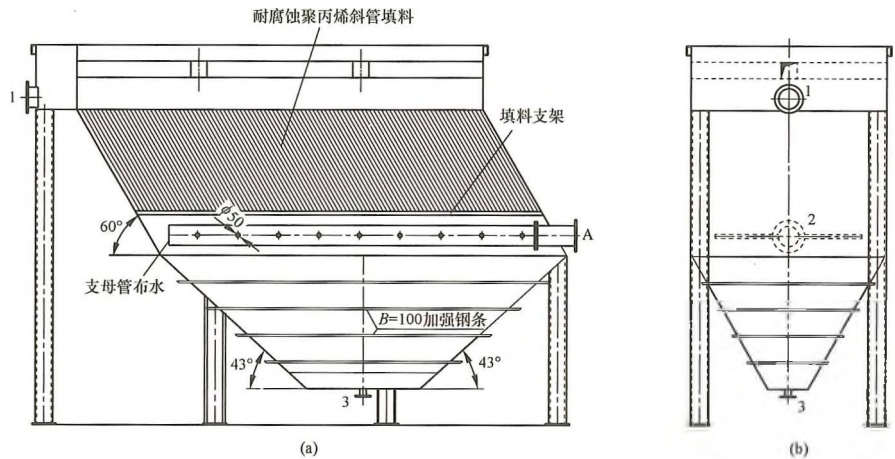 耐腐蚀聚丙烯斜管填料
1
填料支架
60°
ϕ50
A
支母管布水
B=100加强钢条
43°
43°
3
(a)
1
2
3
(b)